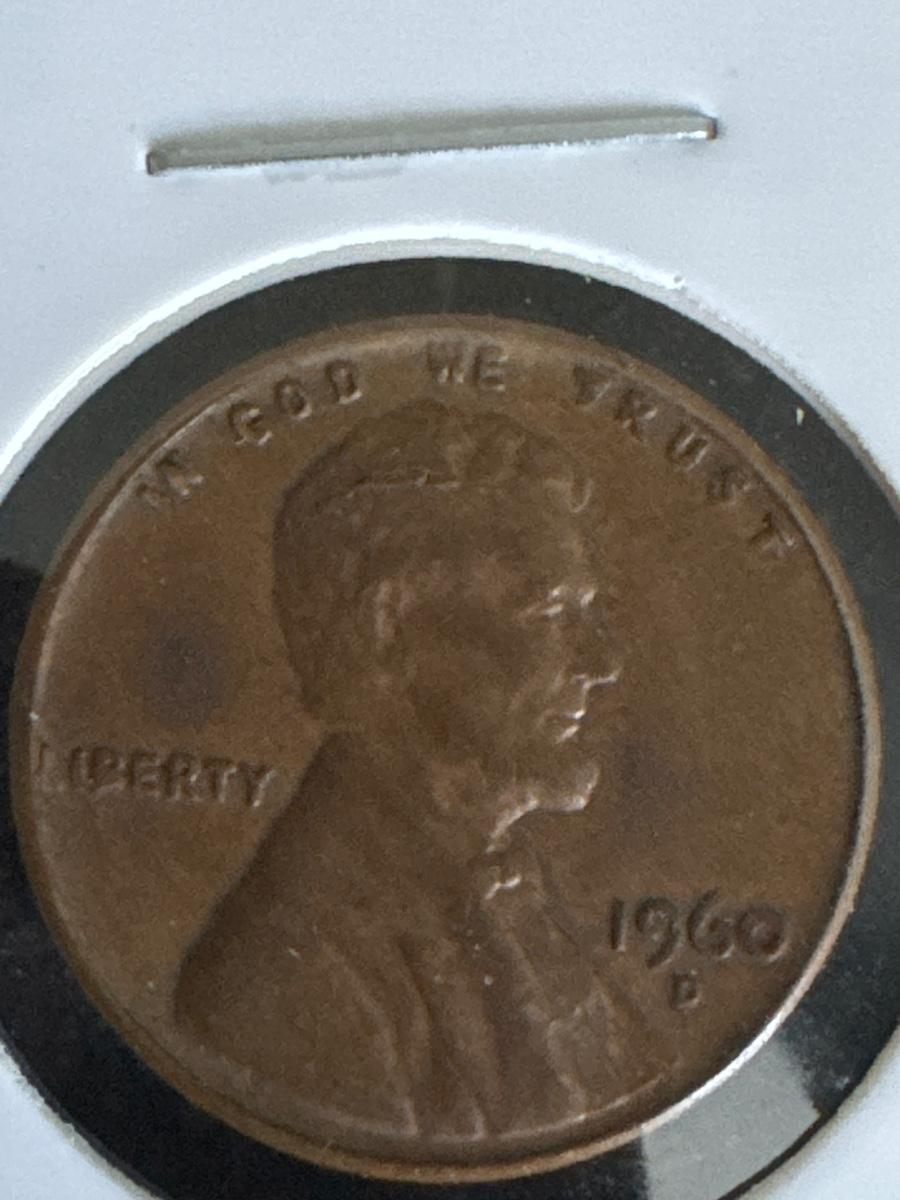 IN GOD WE TRUST
LIBERTY
1960
D